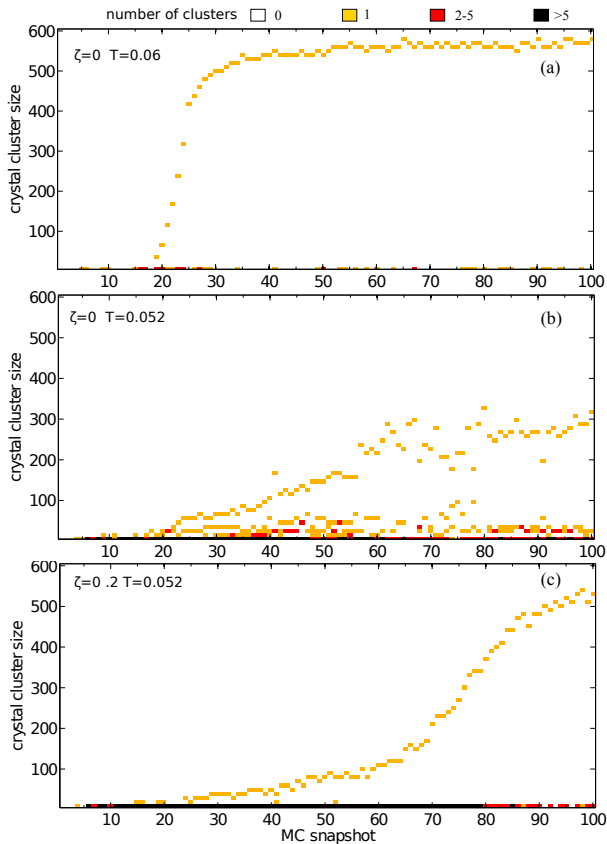 number of clusters 0 1 2-5 >5
600
ζ=0 T=0.06
(a)
500
400
300
200
100
crystal cluster size
10 20 30 40 50 60 70 80 90 100
600
ζ=0 T=0.052
(b)
500
400
300
200
100
crystal cluster size
10 20 30 40 50 60 70 80 90 100
600
ζ=0 .2 T=0.052
(c)
500
400
300
200
100
crystal cluster size
10 20 30 40 50 60 70 80 90 100
MC snapshot